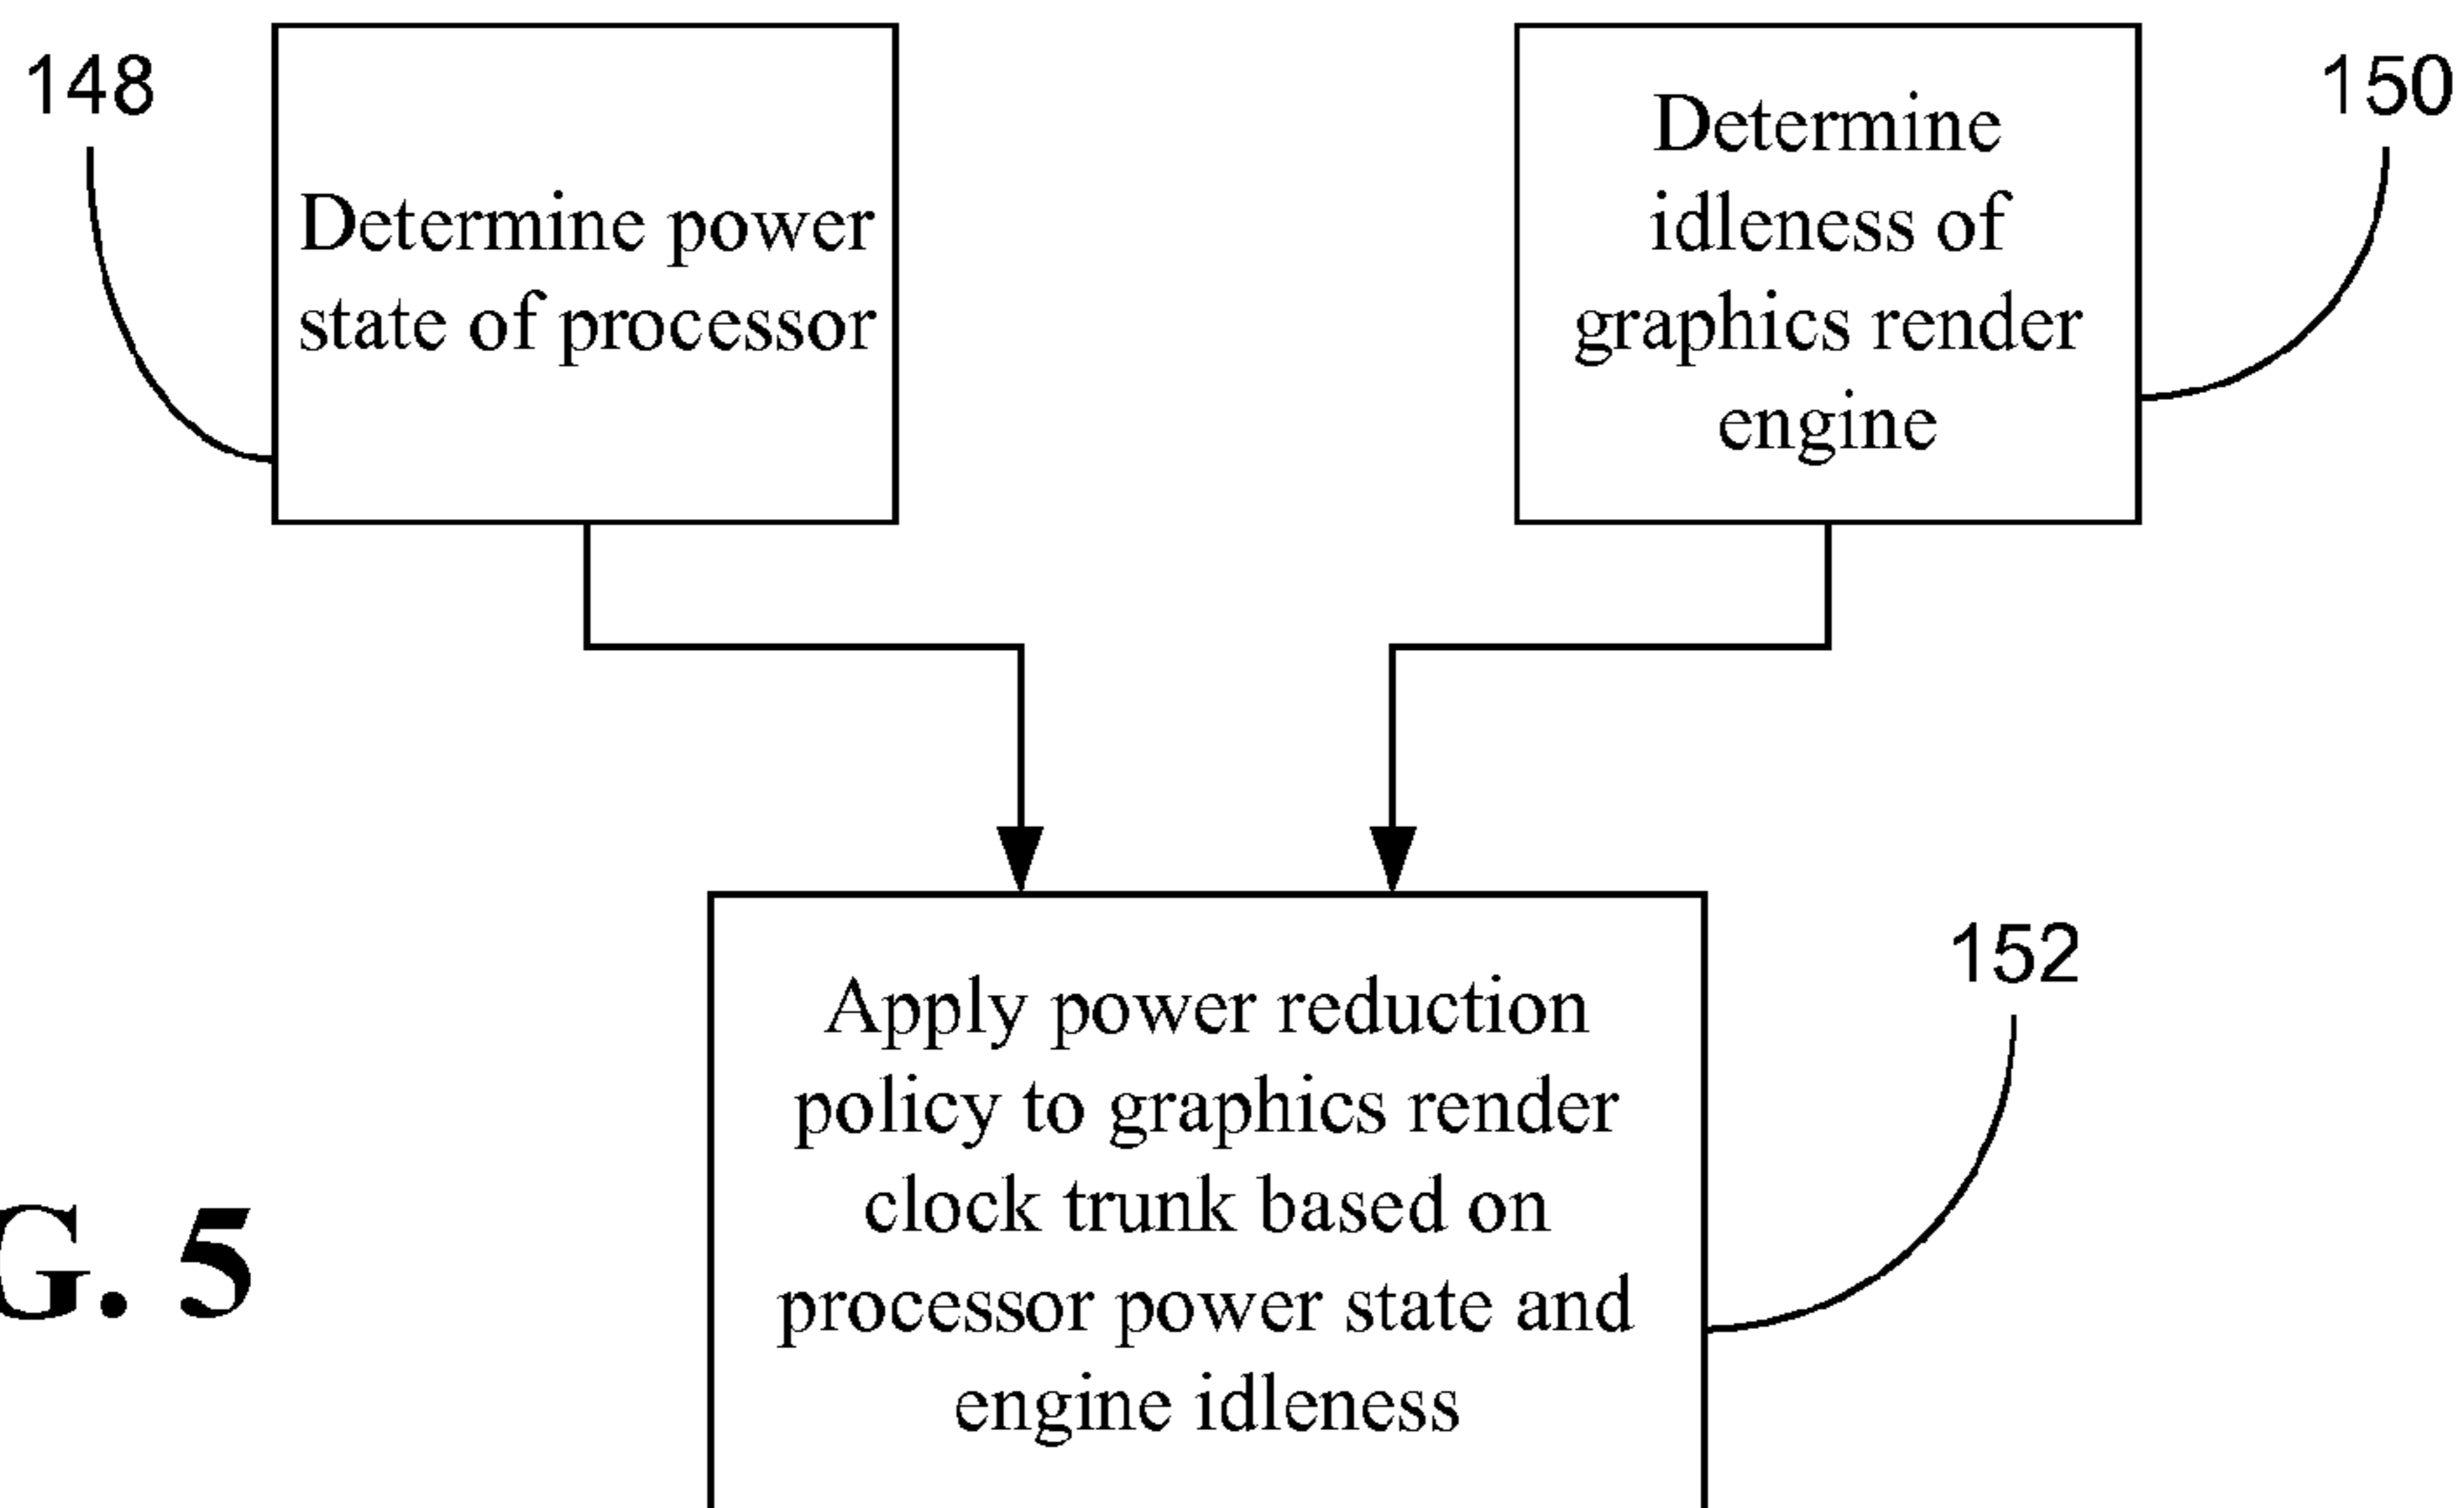 148
Determine power
state of processor
Determine
idleness of
graphics render
engine
150
Apply power reduction
policy to graphics render
clock trunk based on
processor power state and
engine idleness
152
G. 5